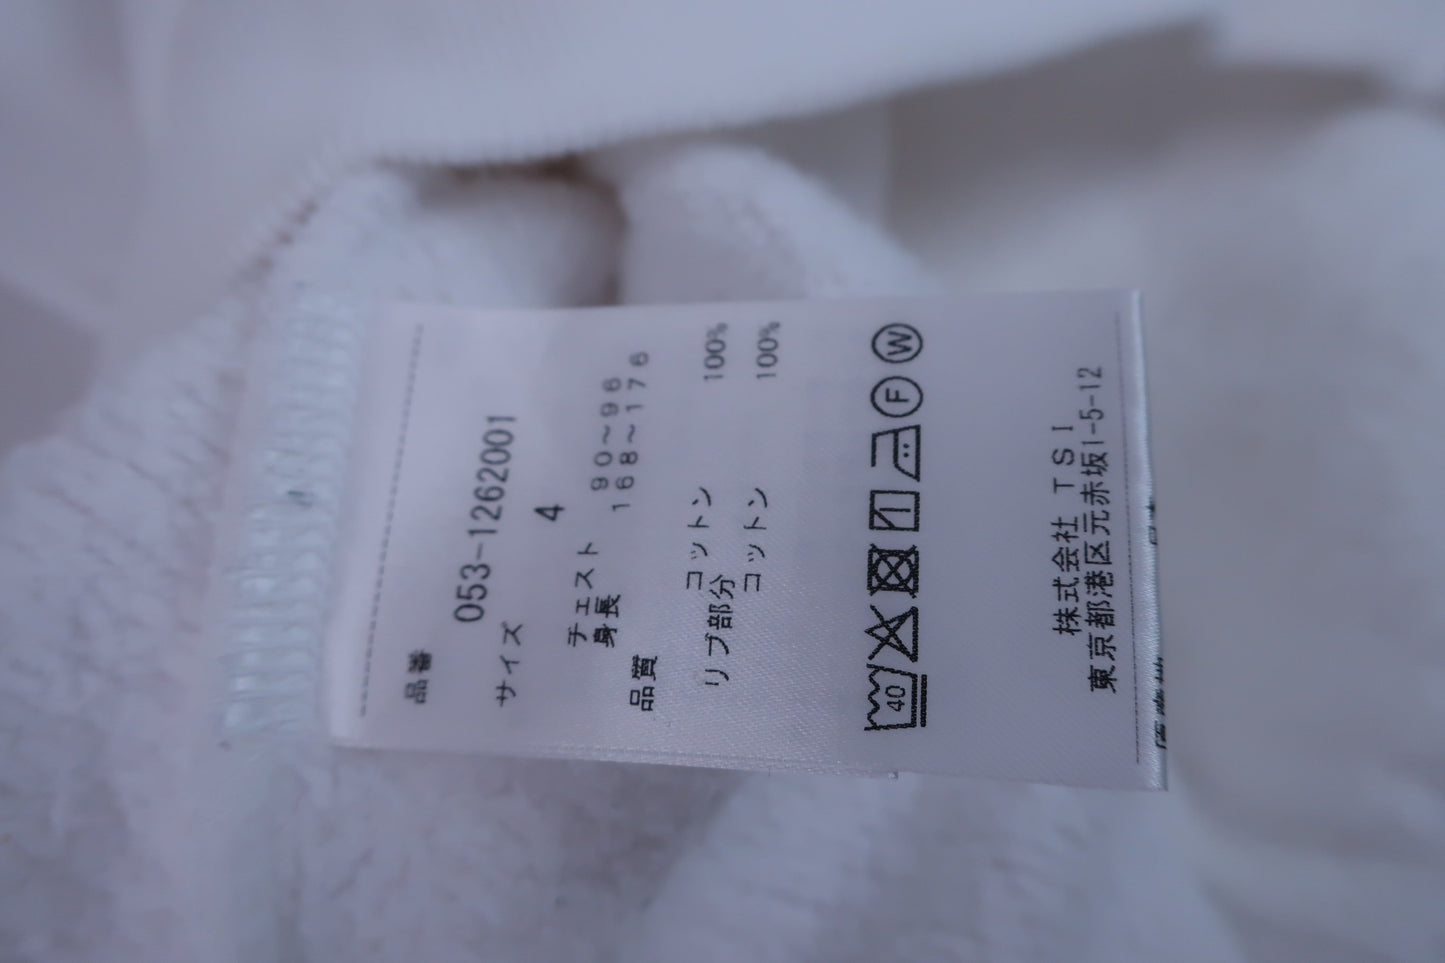 品番
053-1262001
サイズ
4
チェスト 90~96
身長 168~176
品質
コットン 100%
リブ部分
コットン 100%
40
F
W
株式会社 TSI
東京都港区元赤坂1-5-12